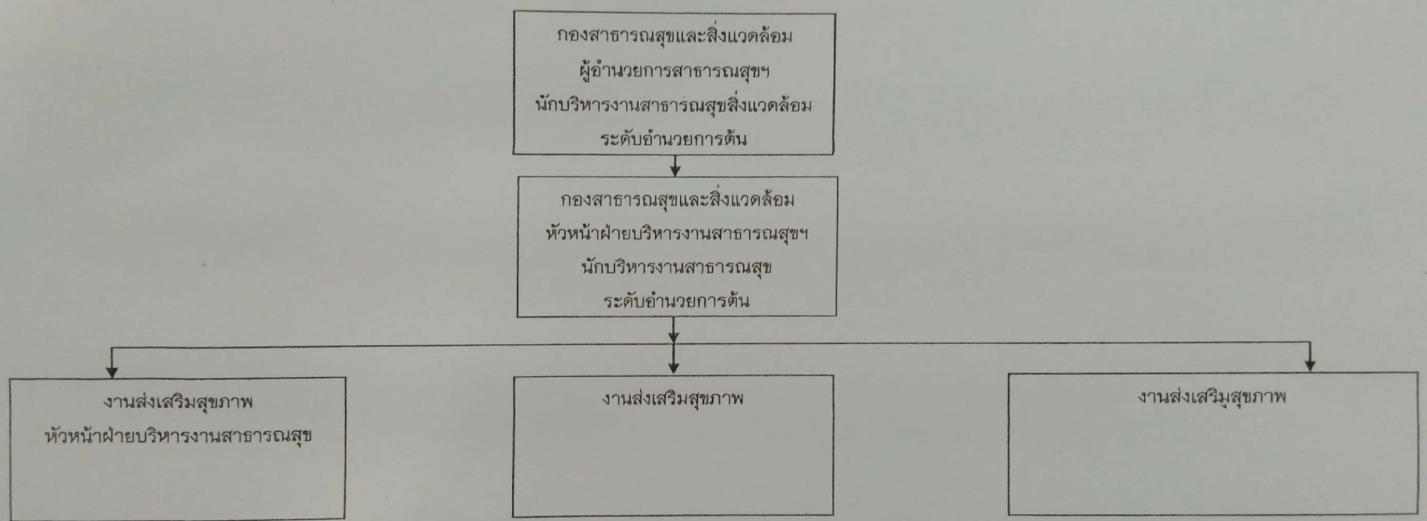 กองสาธารณสุขและสิ่งแวดล้อม
ผู้อำนวยการสาธารณสุขฯ
นักบริหารงานสาธารณสุขสิ่งแวดล้อม
ระดับอำนวยการต้น
กองสาธารณสุขและสิ่งแวดล้อม
หัวหน้าฝ่ายบริหารงานสาธารณสุขฯ
นักบริหารงานสาธารณสุข
ระดับอำนวยการต้น
งานส่งเสริมสุขภาพ
หัวหน้าฝ่ายบริหารงานสาธารณสุข
งานส่งเสริมสุขภาพ
งานส่งเสริมสุขภาพ